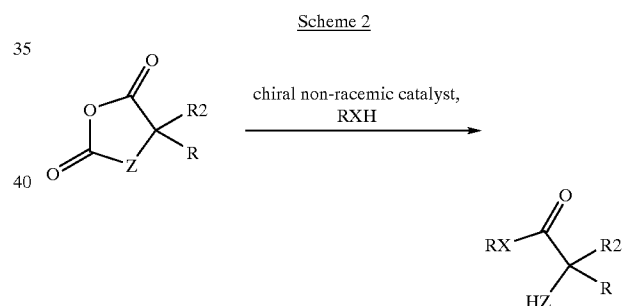 Scheme 2
35
O
O
R2
R
Z
O
40
chiral non-racemic catalyst,
RXH
O
RX
R2
R
HZ